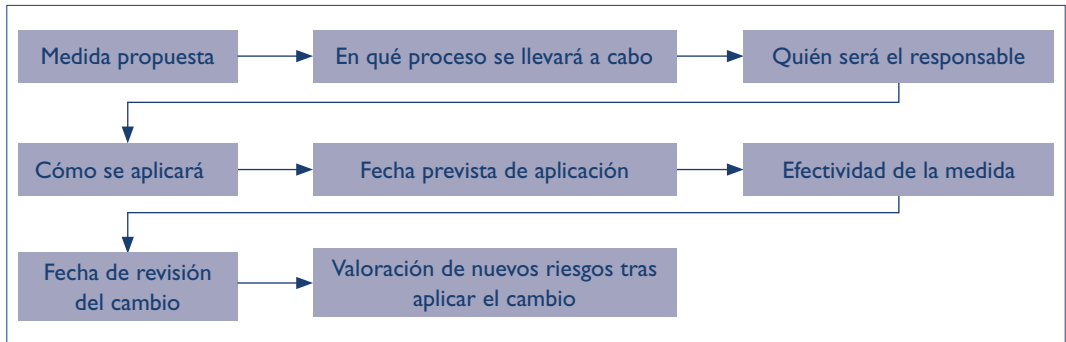 Medida propuesta
En qué proceso se llevará a cabo
Quién será el responsable
Cómo se aplicará
Fecha prevista de aplicación
Efectividad de la medida
Fecha de revisión
del cambio
Valoración de nuevos riesgos tras
aplicar el cambio